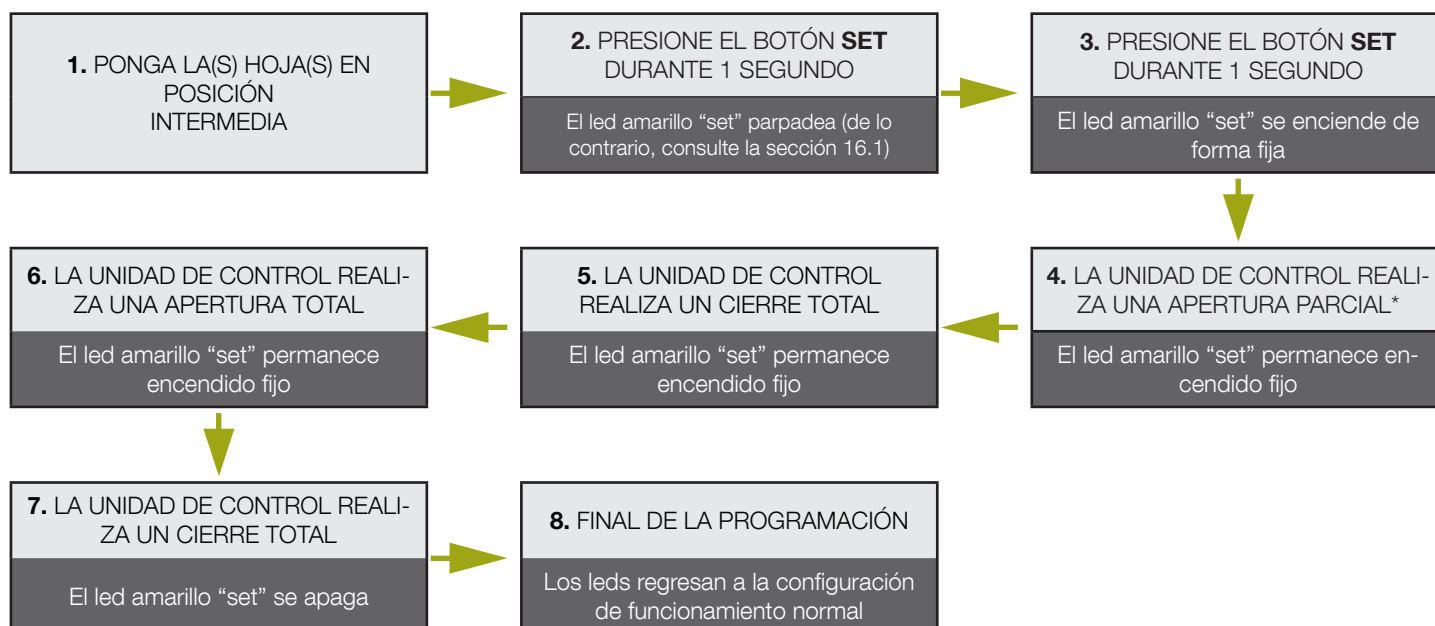 1. PONGA LA(S) HOJA(S) EN
POSICIÓN
INTERMEDIA
2. PRESIONE EL BOTÓN SET
DURANTE 1 SEGUNDO
El led amarillo “set” parpadea (de lo
contrario, consulte la sección 16.1)
3. PRESIONE EL BOTÓN SET
DURANTE 1 SEGUNDO
El led amarillo “set” se enciende de
forma fija
4. LA UNIDAD DE CONTROL REALI-
ZA UNA APERTURA PARCIAL*
El led amarillo “set” permanece en-
cendido fijo
5. LA UNIDAD DE CONTROL
REALIZA UN CIERRE TOTAL
El led amarillo “set” permanece
encendido fijo
6. LA UNIDAD DE CONTROL REALI-
ZA UNA APERTURA TOTAL
El led amarillo “set” permanece
encendido fijo
7. LA UNIDAD DE CONTROL REALI-
ZA UN CIERRE TOTAL
El led amarillo “set” se apaga
8. FINAL DE LA PROGRAMACIÓN
Los leds regresan a la configuración
de funcionamiento normal